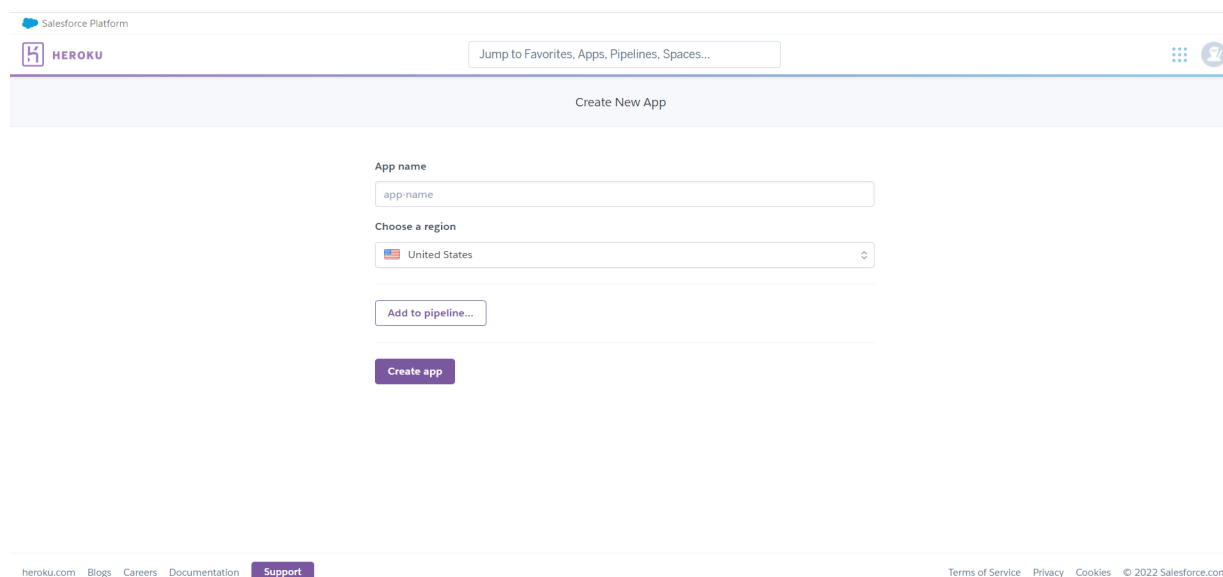 Salesforce Platform
HEROKU
Jump to Favorites, Apps, Pipelines, Spaces...
Create New App
App name
app-name
Choose a region
United States
Add to pipeline...
Create app
heroku.com Blogs Careers Documentation Support Terms of Service Privacy Cookies © 2022 Salesforce.com